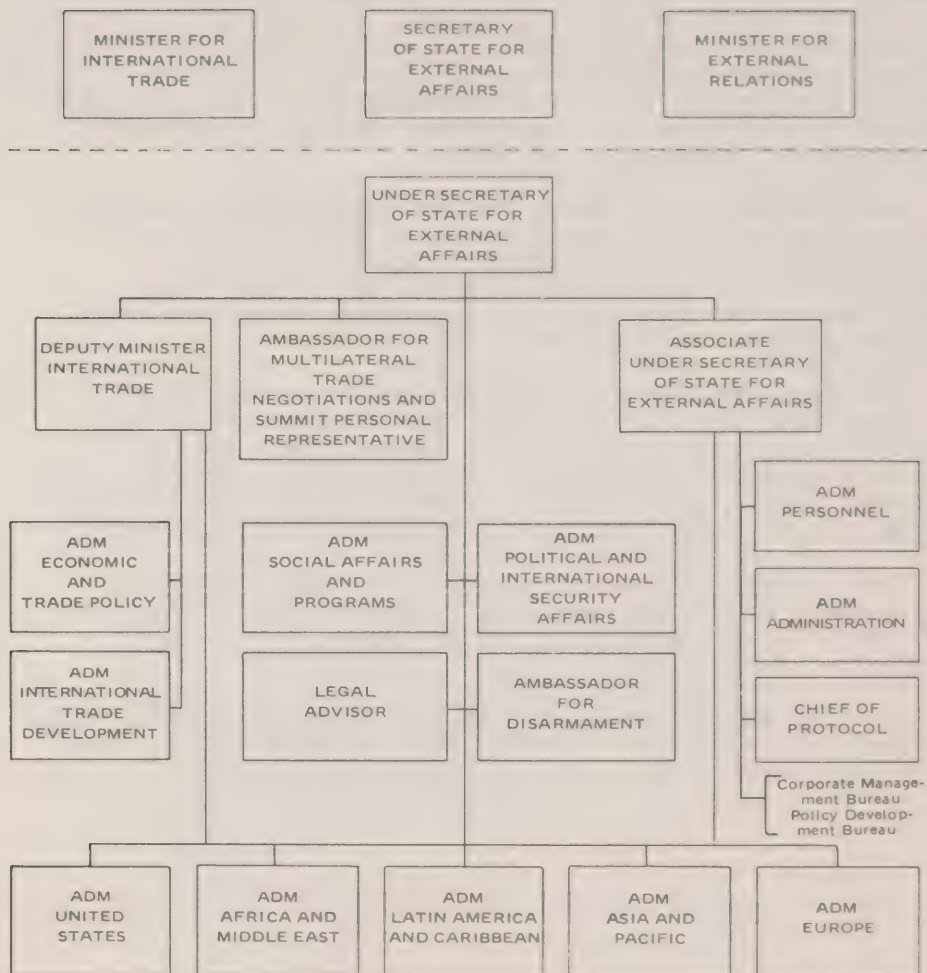 MINISTER FOR
INTERNATIONAL
TRADE
SECRETARY
OF STATE FOR
EXTERNAL
AFFAIRS
MINISTER FOR
EXTERNAL
RELATIONS
UNDER SECRETARY
OF STATE FOR
EXTERNAL
AFFAIRS
DEPUTY MINISTER
INTERNATIONAL
TRADE
AMBASSADOR FOR
MULTILATERAL
TRADE
NEGOTIATIONS AND
SUMMIT PERSONAL
REPRESENTATIVE
ASSOCIATE
UNDER SECRETARY
OF STATE FOR
EXTERNAL AFFAIRS
ADM
PERSONNEL
ADM
ECONOMIC
AND
TRADE POLICY
ADM
SOCIAL AFFAIRS
AND
PROGRAMS
ADM
POLITICAL AND
INTERNATIONAL
SECURITY
AFFAIRS
ADM
ADMINISTRATION
ADM
INTERNATIONAL
TRADE
DEVELOPMENT
LEGAL
ADVISOR
AMBASSADOR
FOR
DISARMAMENT
CHIEF OF
PROTOCOL
Corporate Manage-
ment Bureau
Policy Develop-
ment Bureau
ADM
UNITED
STATES
ADM
AFRICA AND
MIDDLE EAST
ADM
LATIN AMERICA
AND CARIBBEAN
ADM
ASIA AND
PACIFIC
ADM
EUROPE